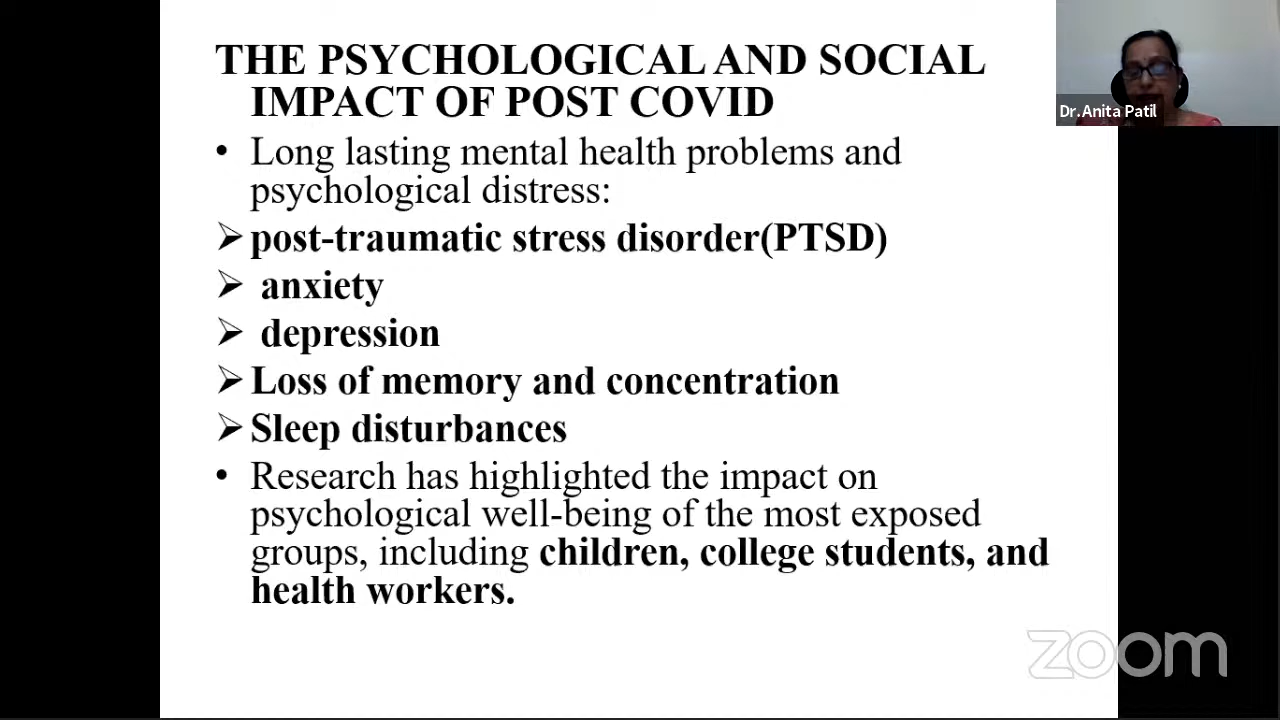 THE PSYCHOLOGICAL AND SOCIAL
IMPACT OF POST COVID
• Long lasting mental health problems and
psychological distress:
➢ post-traumatic stress disorder(PTSD)
➢ anxiety
➢ depression
➢ Loss of memory and concentration
➢ Sleep disturbances
• Research has highlighted the impact on
psychological well-being of the most exposed
groups, including children, college students, and
health workers.
Dr.Anita Patil
zoom